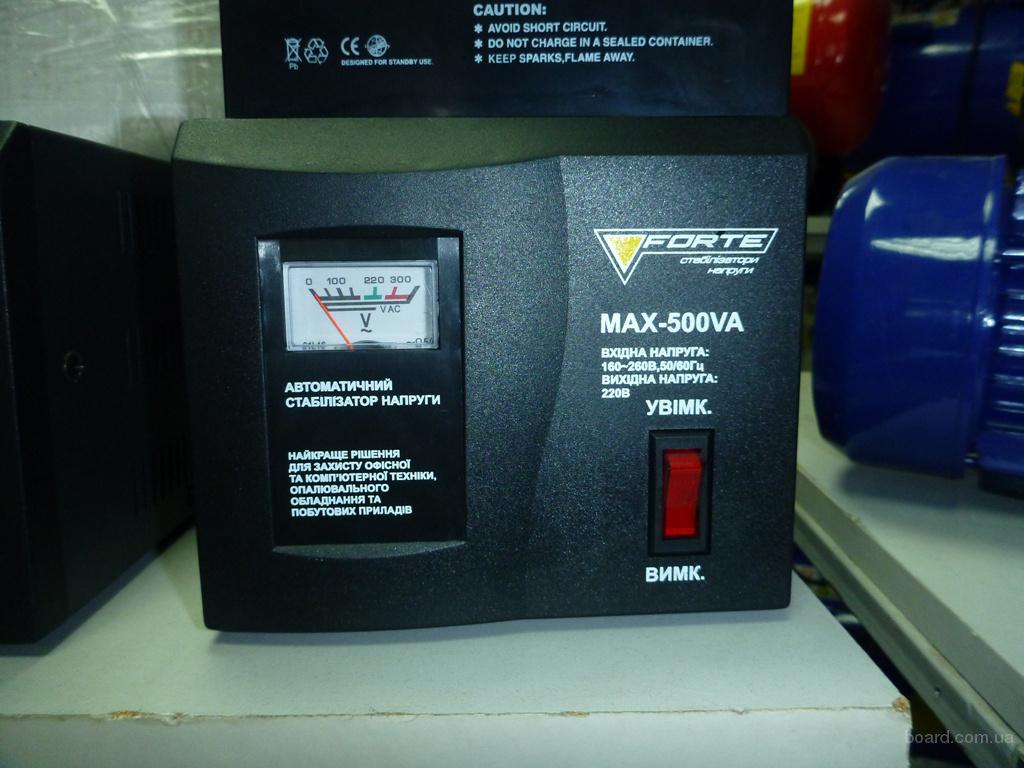 CAUTION:
* AVOID SHORT CIRCUIT.
* DO NOT CHARGE IN A SEALED CONTAINER.
* KEEP SPARKS,FLAME AWAY.
Pb
CE
DESIGNED FOR STANDBY USE.
FORTE
стабілізатори
напруги
0 100 220 300
VAC
V
~
MAX-500VA
ВХІДНА НАПРУГА:
160~260В,50/60Гц
ВИХІДНА НАПРУГА:
220В
УВІМК.
ВИМК.
АВТОМАТИЧНИЙ
СТАБІЛІЗАТОР НАПРУГИ
НАЙКРАЩЕ РІШЕННЯ
ДЛЯ ЗАХИСТУ ОФІСНОЇ
ТА КОМП'ЮТЕРНОЇ ТЕХНІКИ,
ОПАЛЮВАЛЬНОГО
ОБЛАДНАННЯ ТА
ПОБУТОВИХ ПРИЛАДІВ
board.com.ua